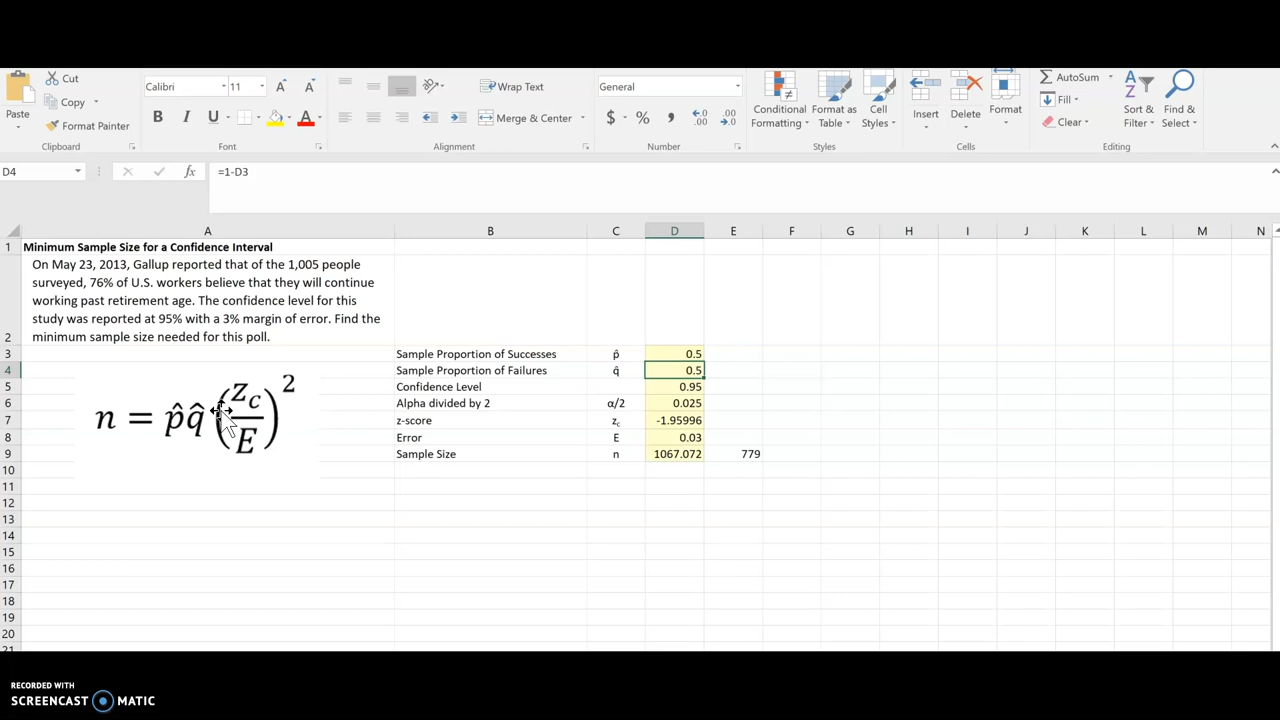 Cut
Copy
Format Painter
Paste
Clipboard
Calibri 11 A A
B I U A
Font
Wrap Text
Merge & Center
Alignment
General
$ % , .00 .0
Number
Conditional Formatting
Format as Table
Cell Styles
Styles
Insert
Delete
Format
Cells
AutoSum
Fill
Clear
Sort & Filter
Find & Select
Editing
D4 fx =1-D3
A B C D E F G H I J K L M N
1 Minimum Sample Size for a Confidence Interval
On May 23, 2013, Gallup reported that of the 1,005 people
surveyed, 76% of U.S. workers believe that they will continue
working past retirement age. The confidence level for this
study was reported at 95% with a 3% margin of error. Find the
2 minimum sample size needed for this poll.
3 Sample Proportion of Successes p̂ 0.5
4 Sample Proportion of Failures q̂ 0.5
5 Confidence Level 0.95
6 Alpha divided by 2 α/2 0.025
7 z-score zc -1.95996
8 Error E 0.03
9 Sample Size n 1067.072 779
n = p̂q̂(zc/E)2
10
11
12
13
14
15
16
17
18
19
20
21
RECORDED WITH
SCREENCAST MATIC